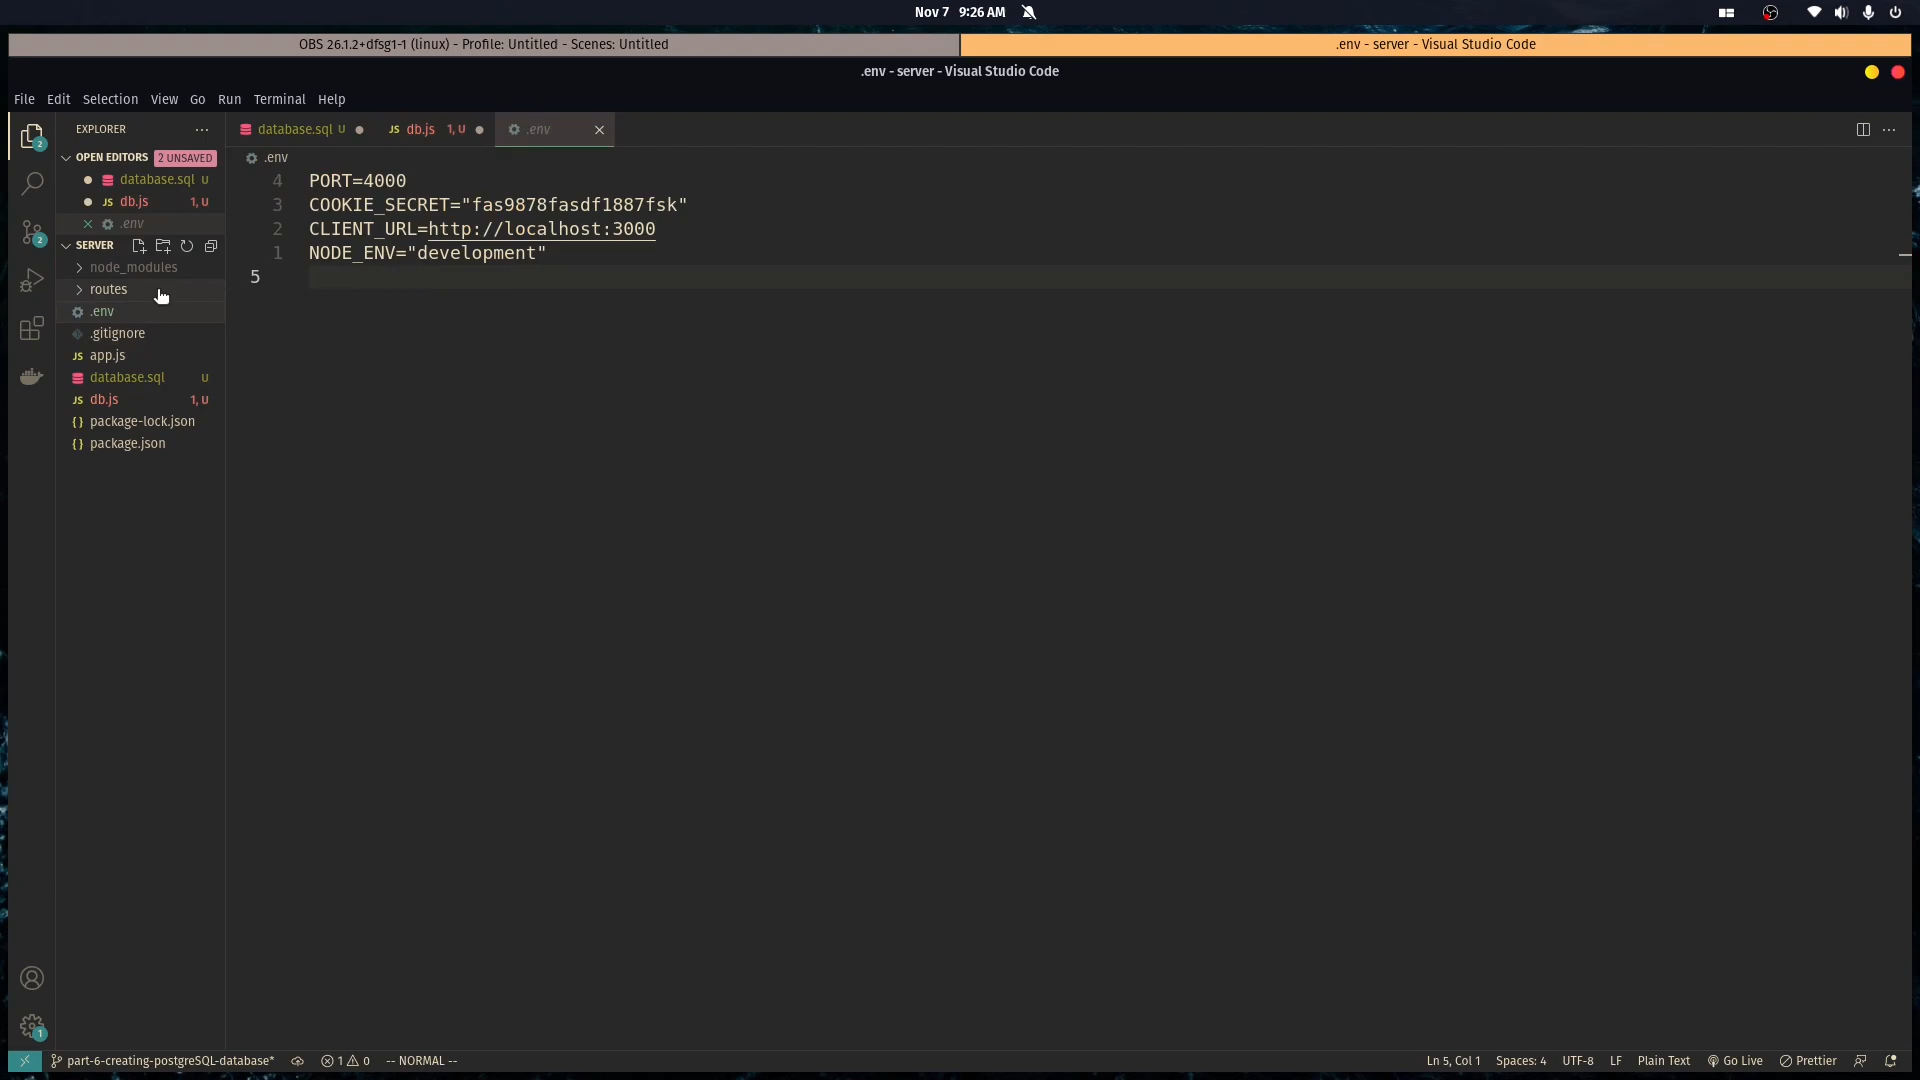 Nov 7 9:26 AM
OBS 26.1.2+dfsg1-1 (linux) - Profile: Untitled - Scenes: Untitled
.env - server - Visual Studio Code
.env - server - Visual Studio Code
File Edit Selection View Go Run Terminal Help
EXPLORER
OPEN EDITORS 2 UNSAVED
database.sql U
db.js 1, U
.env
SERVER
node_modules
routes
.env
.gitignore
app.js
database.sql U
db.js 1, U
package-lock.json
package.json
2
2
1
database.sql U
db.js 1, U
.env
.env
4 PORT=4000
3 COOKIE_SECRET="fas9878fasdf1887fsk"
2 CLIENT_URL=http://localhost:3000
1 NODE_ENV="development"
5
part-6-creating-postgreSQL-database* 1 0 -- NORMAL -- Ln 5, Col 1 Spaces: 4 UTF-8 LF Plain Text Go Live Prettier